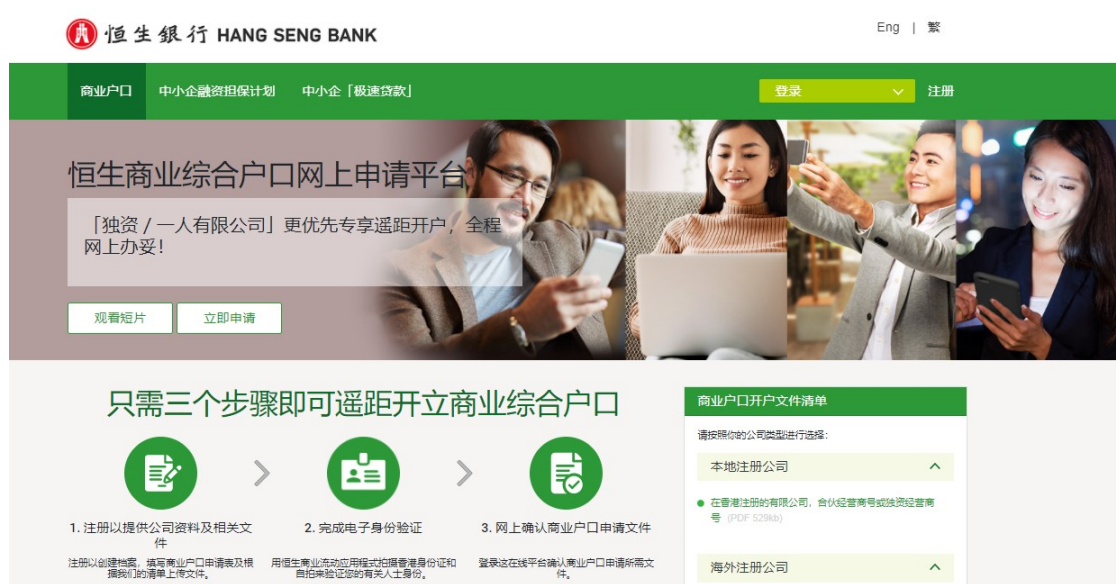 恒生銀行 HANG SENG BANK
Eng | 繁
商业户口 中小企融资担保计划 中小企「极速贷款」 登录 注册
恒生商业综合户口网上申请平台
「独资 / 一人有限公司」更优先专享遥距开户，全程
网上办妥！
观看短片 立即申请
只需三个步骤即可遥距开立商业综合户口
1. 注册以提供公司资料及相关文
件
注册以创建档案，填写商业户口申请表及根
据我们的清单上传文件。
2. 完成电子身份验证
用恒生商业流动应用程式拍摄香港身份证和
自拍来验证您的有关人士身份。
3. 网上确认商业户口申请文件
登录这在线平台确认商业户口申请所需文
件。
商业户口开户文件清单
请按照你的公司类型进行选择：
本地注册公司
在香港注册的有限公司，合伙经营商号或独资经营商
号 (PDF 529kb)
海外注册公司